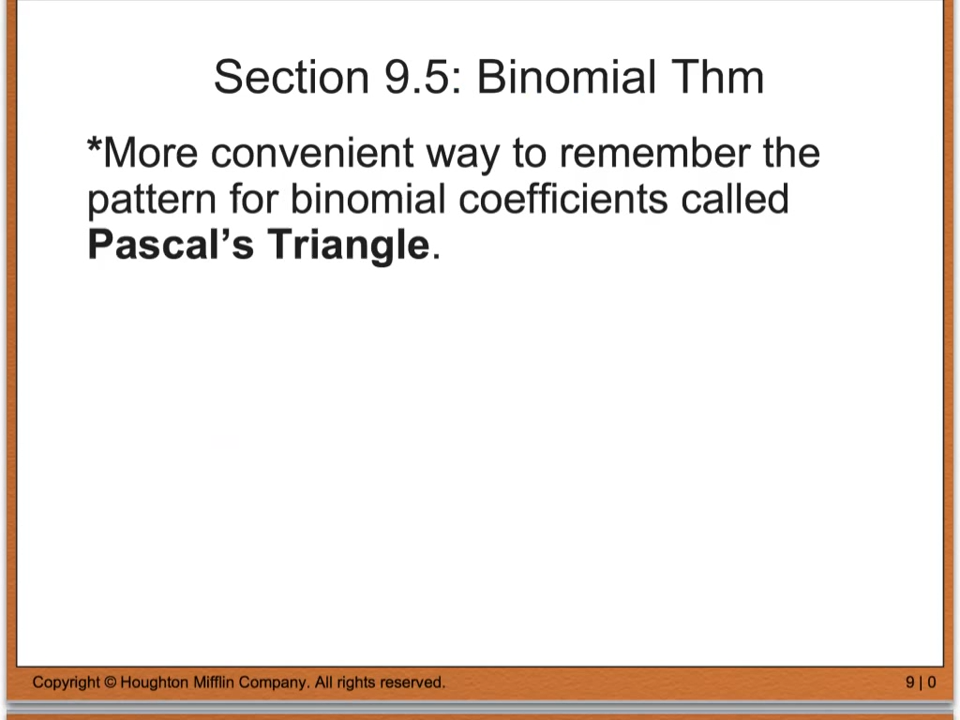 Section 9.5: Binomial Thm
*More convenient way to remember the
pattern for binomial coefficients called
Pascal’s Triangle.
Copyright © Houghton Mifflin Company. All rights reserved.
9 | 0